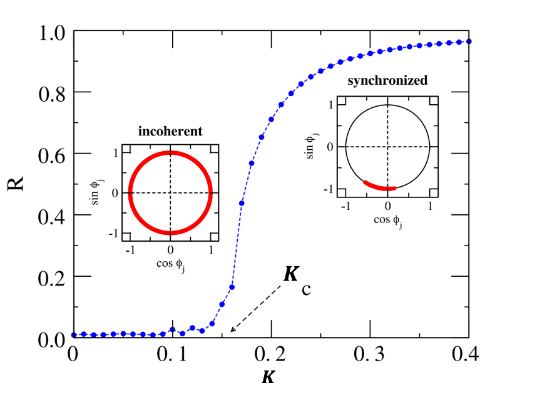 1.0
0.8
0.6
0.4
0.2
0.0
R
0
0.1
0.2
0.3
0.4
K
incoherent
1
0
-1
sin ϕj
-1
0
1
cos ϕj
synchronized
1
0
-1
sin ϕj
-1
0
1
cos ϕj
Kc